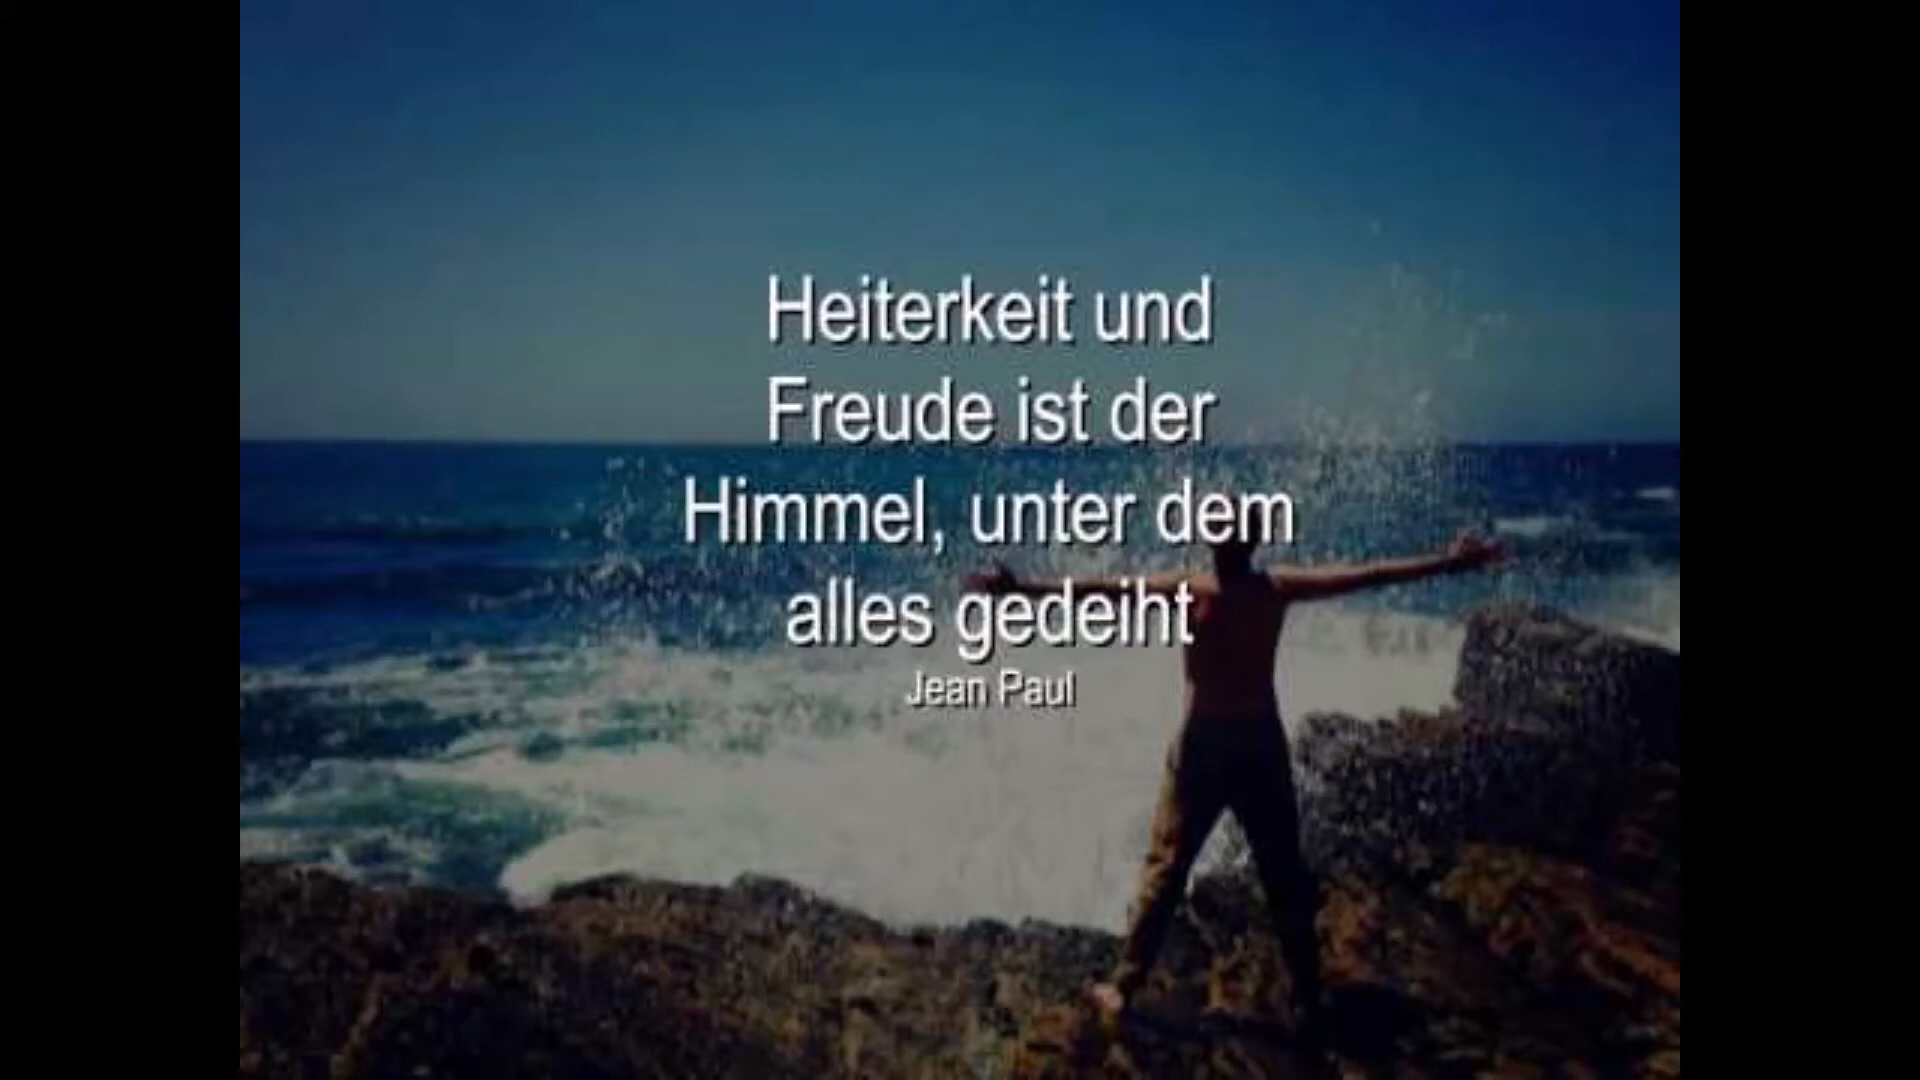 Heiterkeit und
Freude ist der
Himmel, unter dem
alles gedeiht
Jean Paul